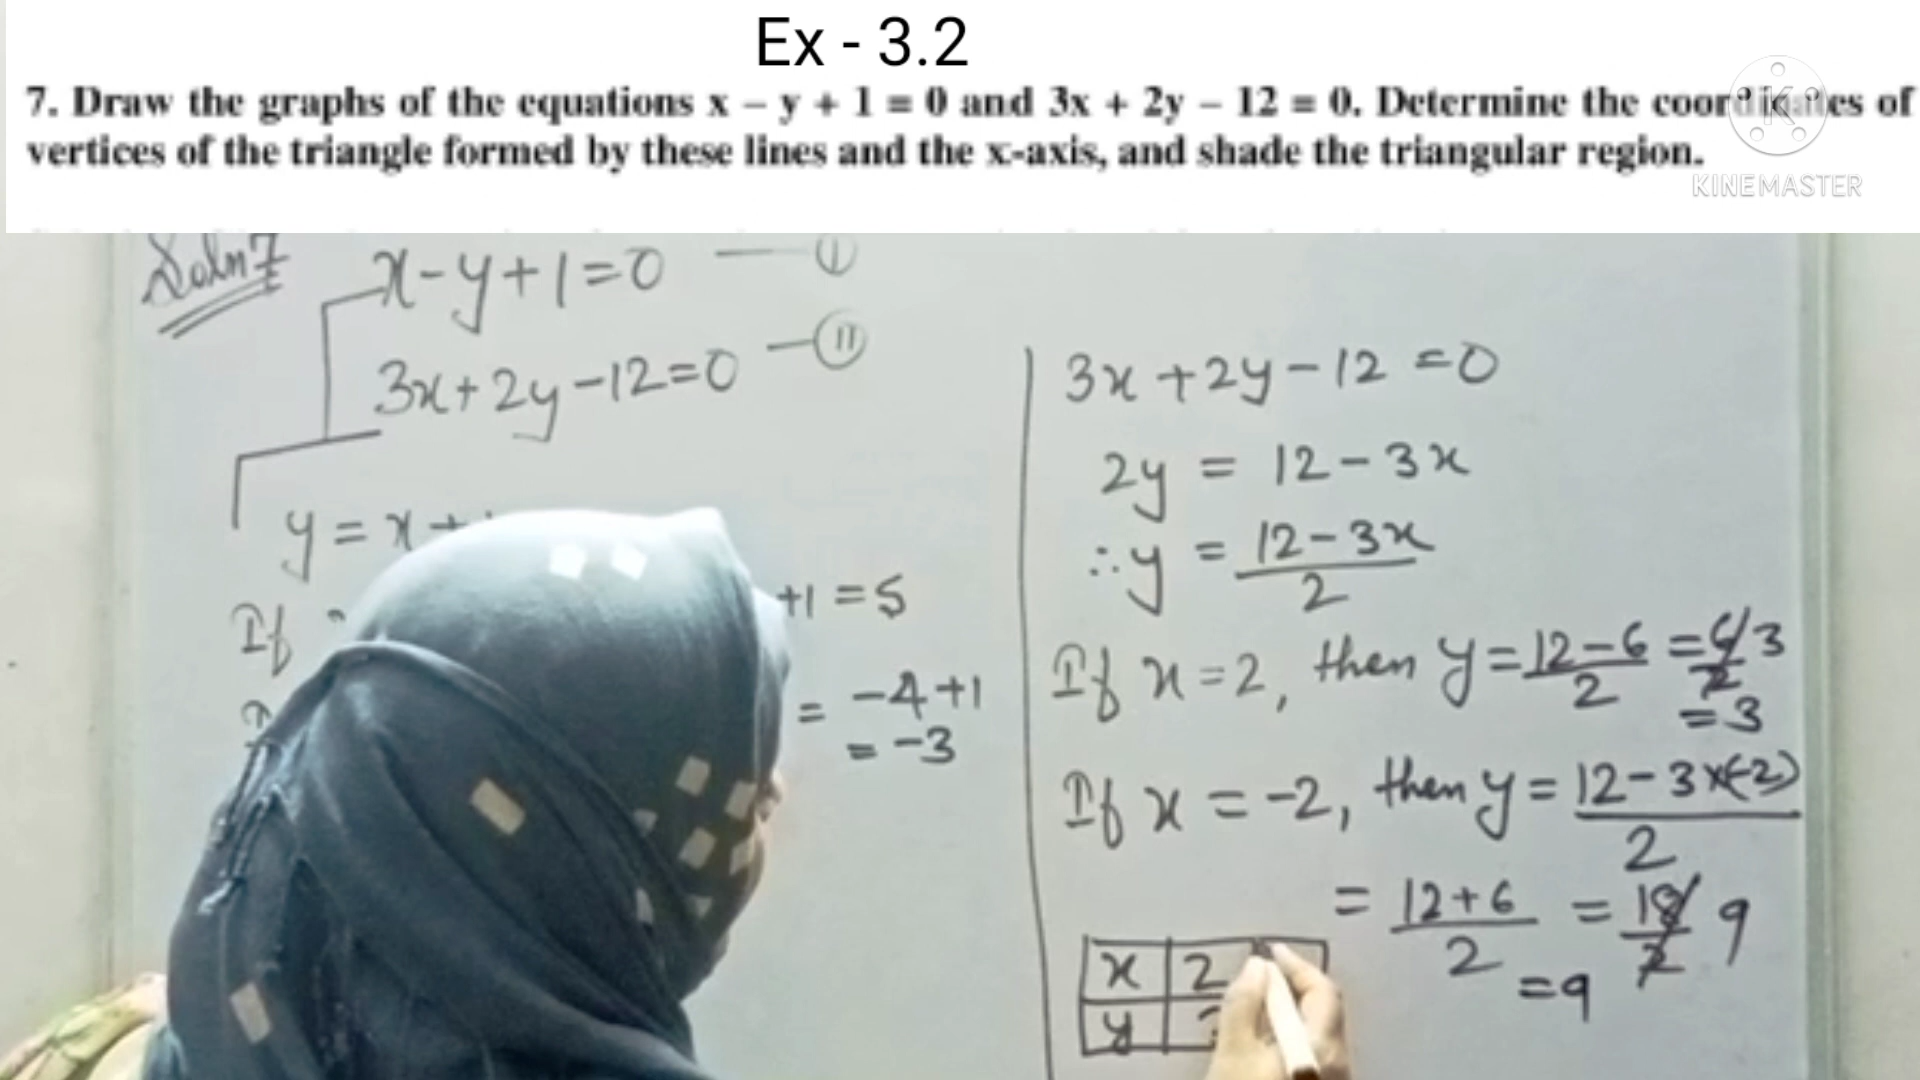 Ex - 3.2
7. Draw the graphs of the equations x – y + 1 = 0 and 3x + 2y – 12 = 0. Determine the coordinates of
vertices of the triangle formed by these lines and the x-axis, and shade the triangular region.
KINEMASTER
Soln 7
x-y+1=0 — (I)
3x+2y-12=0 — (II)
y = x +
If
+1 = 5
= -4+1
= -3
3x+2y-12=0
2y = 12-3x
∴ y = 12-3x / 2
If x=2, then y = 12-6 / 2 = 6/2 3
= 3
If x = -2, then y = 12-3x(-2) / 2
= 12+6 / 2 = 18/2 9
= 9
x 2
y